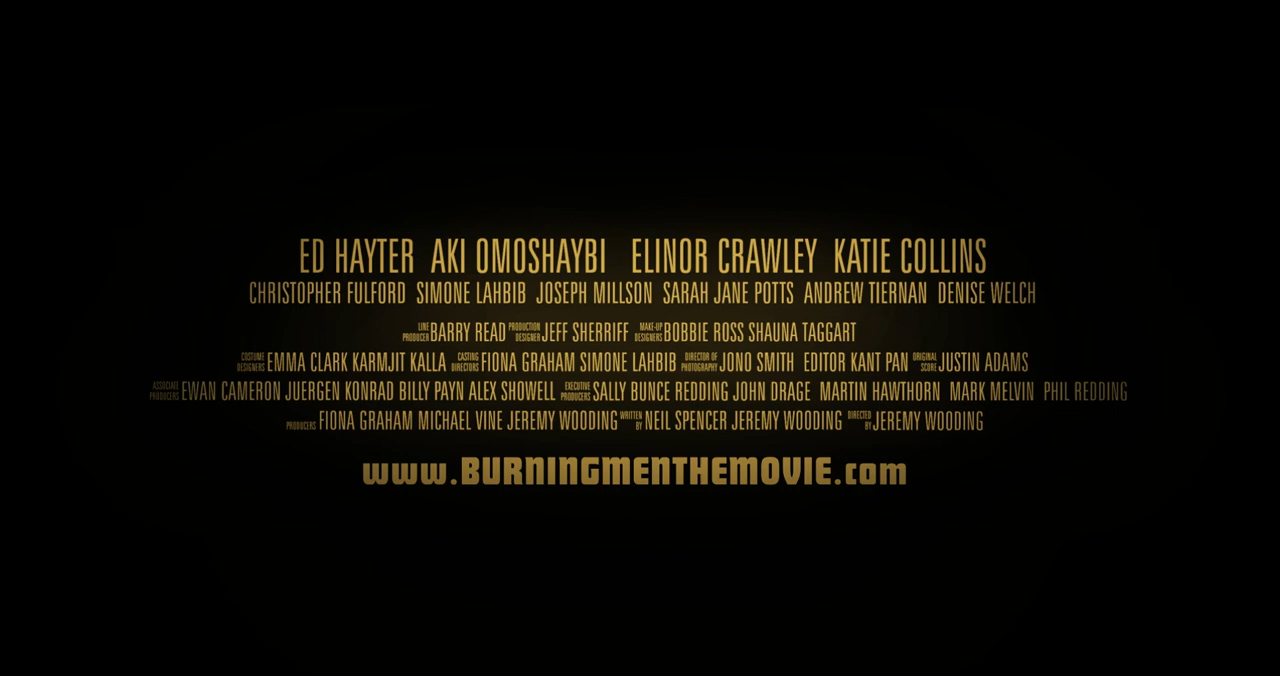 ED HAYTER AKI OMOSHAYBI ELINOR CRAWLEY KATIE COLLINS
CHRISTOPHER FULFORD SIMONE LAHBIB JOSEPH MILLSON SARAH JANE POTTS ANDREW TIERNAN DENISE WELCH
LINE PRODUCER BARRY READ PRODUCTION DESIGNER JEFF SHERRIFF MAKE-UP DESIGNERS BOBBIE ROSS SHAUNA TAGGART
COSTUME DESIGNERS EMMA CLARK KARMJIT KALLA CASTING DIRECTORS FIONA GRAHAM SIMONE LAHBIB DIRECTOR OF PHOTOGRAPHY JONO SMITH EDITOR KANT PAN ORIGINAL SCORE JUSTIN ADAMS
ASSOCIATE PRODUCERS EWAN CAMERON JUERGEN KONRAD BILLY PAYN ALEX SHOWELL EXECUTIVE PRODUCERS SALLY BUNCE REDDING JOHN DRAGE MARTIN HAWTHORN MARK MELVIN PHIL REDDING
PRODUCERS FIONA GRAHAM MICHAEL VINE JEREMY WOODING WRITTEN BY NEIL SPENCER JEREMY WOODING DIRECTED BY JEREMY WOODING
www.BURNINGMENTHEMOVIE.com